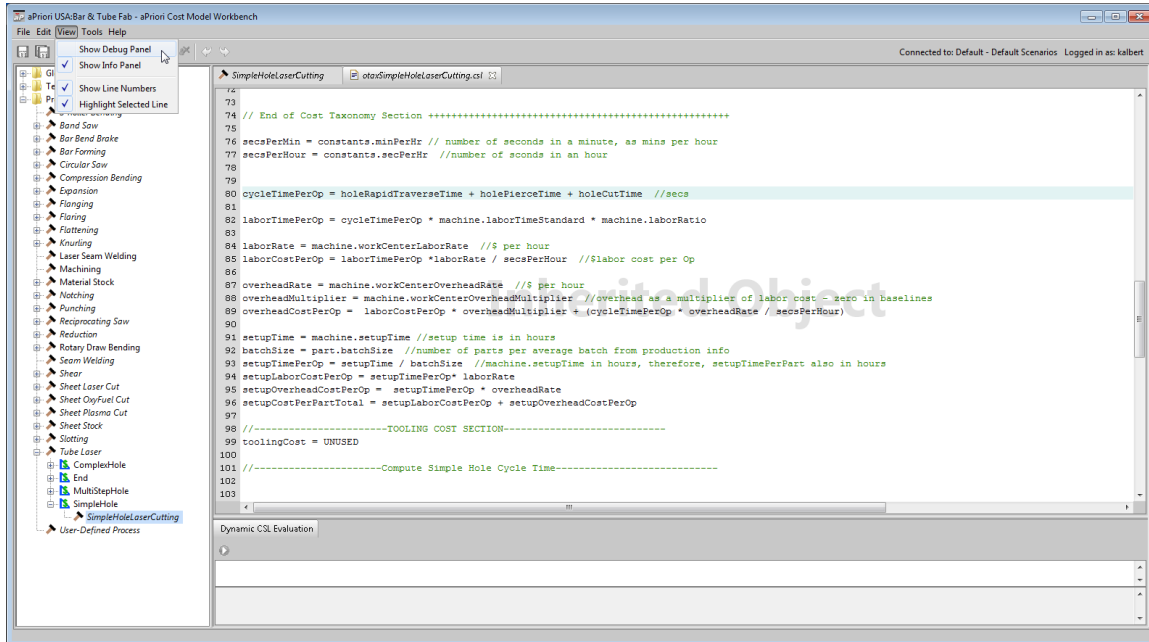 aPriori USA:Bar & Tube Fab - aPriori Cost Model Workbench
File Edit View Tools Help
Show Debug Panel
Show Info Panel
Show Line Numbers
Highlight Selected Line
Connected to: Default - Default Scenarios Logged in as: kalbert
Gl
Te
Pr
Band Saw
Bar Bend Brake
Bar Forming
Circular Saw
Compression Bending
Expansion
Flanging
Flaring
Flattening
Knurling
Laser Seam Welding
Machining
Material Stock
Notching
Punching
Reciprocating Saw
Reduction
Rotary Draw Bending
Seam Welding
Shear
Sheet Laser Cut
Sheet OxyFuel Cut
Sheet Plasma Cut
Sheet Stock
Slotting
Tube Laser
ComplexHole
End
MultiStepHole
SimpleHole
SimpleHoleLaserCutting
User-Defined Process
SimpleHoleLaserCutting
otaxSimpleHoleLaserCutting.csl
72
73
74 // End of Cost Taxonomy Section ++++++++++++++++++++++++++++++++++++++++++++++++++++
75
76 secsPerMin = constants.minPerHr // number of seconds in a minute, as mins per hour
77 secsPerHour = constants.secPerHr //number of sconds in an hour
78
79
80 cycleTimePerOp = holeRapidTraverseTime + holePierceTime + holeCutTime //secs
81
82 laborTimePerOp = cycleTimePerOp * machine.laborTimeStandard * machine.laborRatio
83
84 laborRate = machine.workCenterLaborRate //$ per hour
85 laborCostPerOp = laborTimePerOp *laborRate / secsPerHour //$labor cost per Op
86
87 overheadRate = machine.workCenterOverheadRate //$ per hour
88 overheadMultiplier = machine.workCenterOverheadMultiplier //overhead as a multiplier of labor cost - zero in baselines
89 overheadCostPerOp = laborCostPerOp * overheadMultiplier + (cycleTimePerOp * overheadRate / secsPerHour)
Inherited Object
90
91 setupTime = machine.setupTime //setup time is in hours
92 batchSize = part.batchSize //number of parts per average batch from production info
93 setupTimePerOp = setupTime / batchSize //machine.setupTime in hours, therefore, setupTimePerPart also in hours
94 setupLaborCostPerOp = setupTimePerOp* laborRate
95 setupOverheadCostPerOp = setupTimePerOp * overheadRate
96 setupCostPerPartTotal = setupLaborCostPerOp + setupOverheadCostPerOp
97
98 //-----------------------TOOLING COST SECTION----------------------------
99 toolingCost = UNUSED
100
101 //----------------------Compute Simple Hole Cycle Time----------------------------
102
103
Dynamic CSL Evaluation